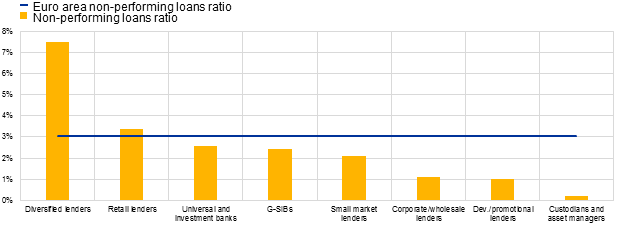 Euro area non-performing loans ratio
Non-performing loans ratio
8%
7%
6%
5%
4%
3%
2%
1%
0%
Diversified lenders
Retail lenders
Universal and
investment banks
G-SIBs
Small market
lenders
Corporate/wholesale
lenders
Dev./promotional
lenders
Custodians and
asset managers